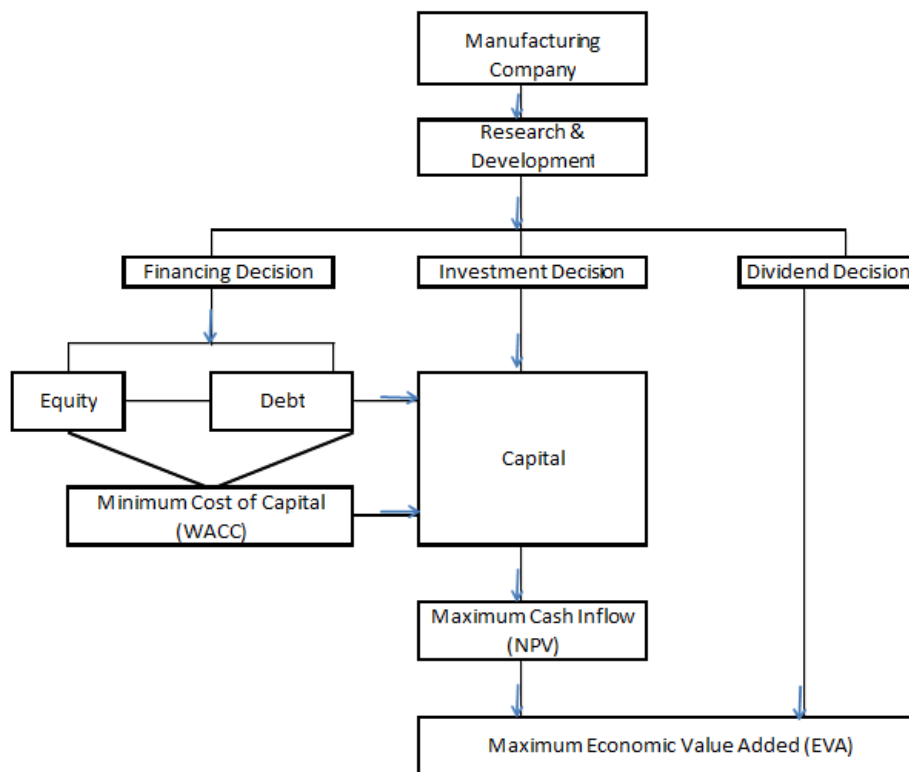 Manufacturing
Company
Research &
Development
Financing Decision
Investment Decision
Dividend Decision
Equity
Debt
Capital
Minimum Cost of Capital
(WACC)
Maximum Cash Inflow
(NPV)
Maximum Economic Value Added (EVA)